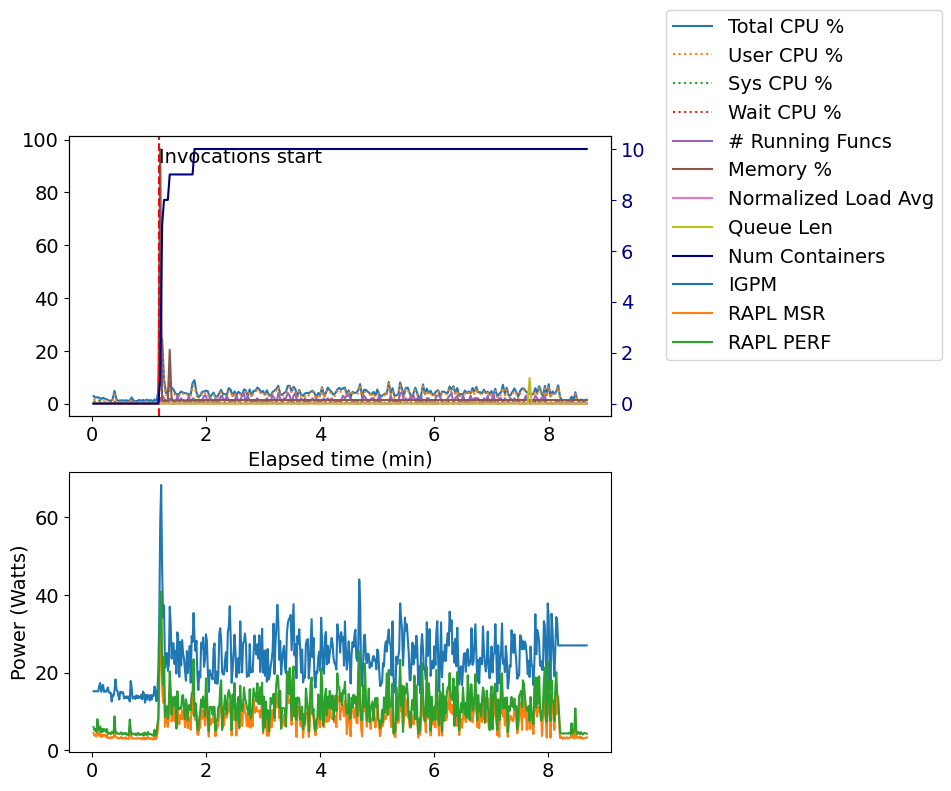 Total CPU %
User CPU %
Sys CPU %
Wait CPU %
# Running Funcs
Memory %
Normalized Load Avg
Queue Len
Num Containers
IGPM
RAPL MSR
RAPL PERF
100
80
60
40
20
0
Invocations start
10
8
6
4
2
0
0
2
4
6
8
Elapsed time (min)
Power (Watts)
60
40
20
0
0
2
4
6
8